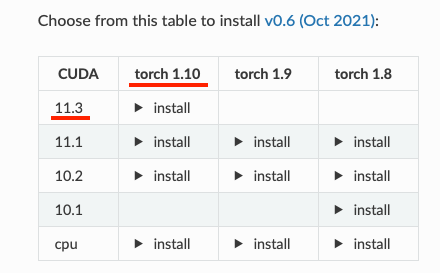 Choose from this table to install v0.6 (Oct 2021):
CUDA torch 1.10 torch 1.9 torch 1.8
11.3 ▶ install
11.1 ▶ install ▶ install ▶ install
10.2 ▶ install ▶ install ▶ install
10.1 ▶ install
cpu ▶ install ▶ install ▶ install